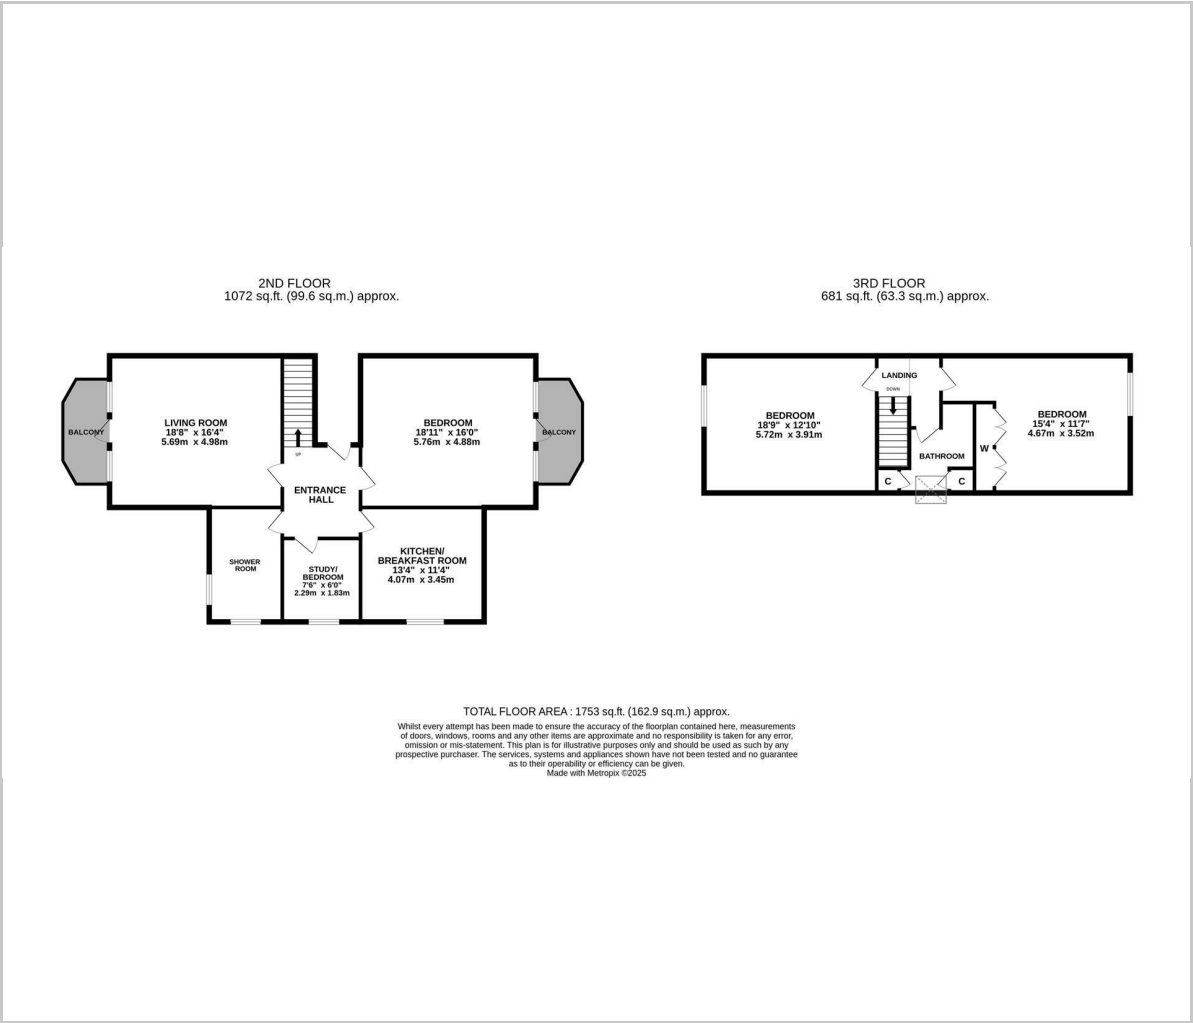 2ND FLOOR
1072 sq.ft. (99.6 sq.m.) approx.
3RD FLOOR
681 sq.ft. (63.3 sq.m.) approx.
BALCONY
LIVING ROOM
18'8" x 16'4"
5.69m x 4.98m
UP
ENTRANCE
HALL
BEDROOM
18'11" x 16'0"
5.76m x 4.88m
BALCONY
SHOWER
ROOM
STUDY/
BEDROOM
7'6" x 6'0"
2.29m x 1.83m
KITCHEN/
BREAKFAST ROOM
13'4" x 11'4"
4.07m x 3.45m
BEDROOM
18'9" x 12'10"
5.72m x 3.91m
LANDING
DOWN
BATHROOM
C
C
W
BEDROOM
15'4" x 11'7"
4.67m x 3.52m
TOTAL FLOOR AREA : 1753 sq.ft. (162.9 sq.m.) approx.
Whilst every attempt has been made to ensure the accuracy of the floorplan contained here, measurements
of doors, windows, rooms and any other items are approximate and no responsibility is taken for any error,
omission or mis-statement. This plan is for illustrative purposes only and should be used as such by any
prospective purchaser. The services, systems and appliances shown have not been tested and no guarantee
as to their operability or efficiency can be given.
Made with Metropix ©2025